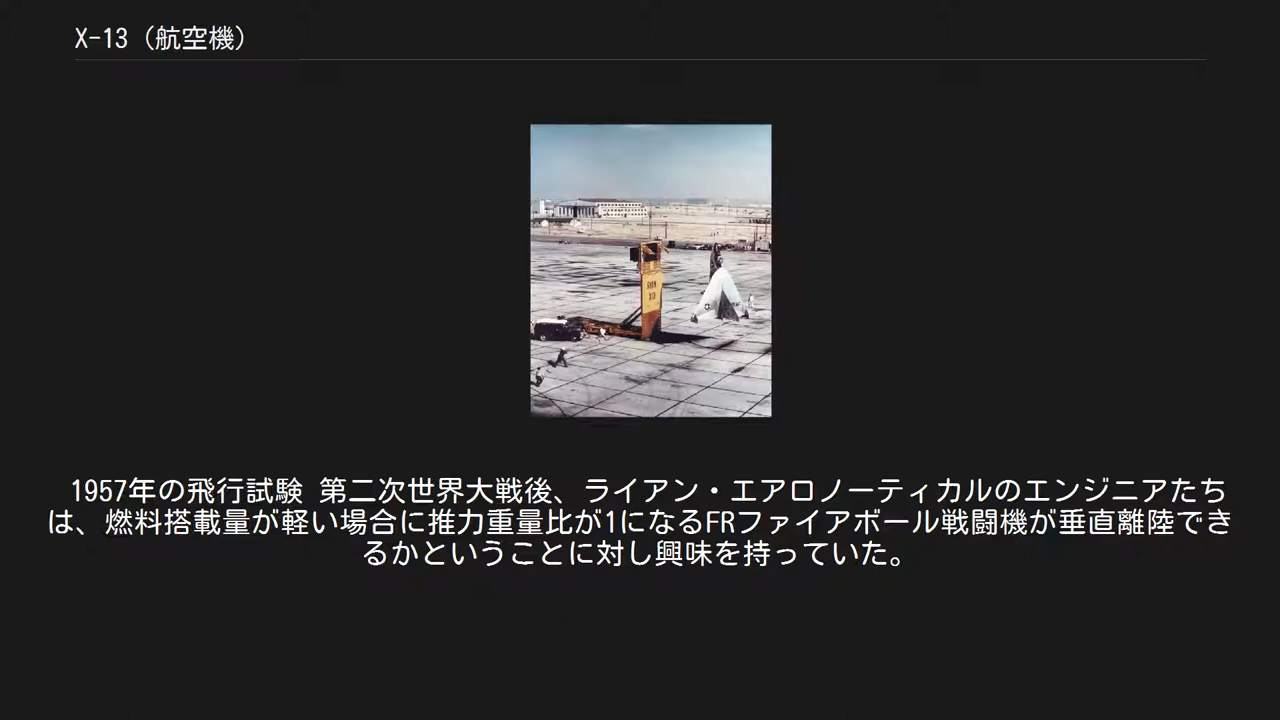 X-13（航空機）
1957年の飛行試験 第二次世界大戦後、ライアン・エアロノーティカルのエンジニアたち
は、燃料搭載量が軽い場合に推力重量比が1になるFRファイアボール戦闘機が垂直離陸でき
るかということに対し興味を持っていた。